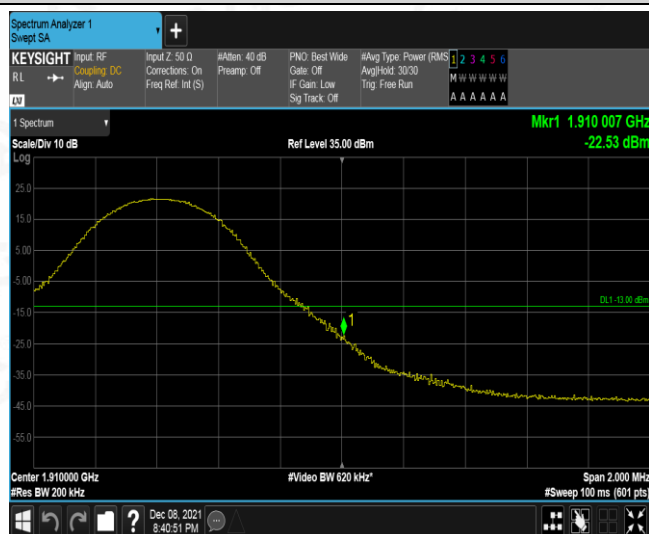 Spectrum Analyzer 1
Swept SA
+
KEYSIGHT
RL
LXI
Input: RF
Coupling: DC
Align: Auto
Input Z: 50 Ω
Corrections: On
Freq Ref: Int (S)
#Atten: 40 dB
Preamp: Off
PNO: Best Wide
Gate: Off
IF Gain: Low
Sig Track: Off
#Avg Type: Power (RMS
Avg|Hold: 30/30
Trig: Free Run
1 2 3 4 5 6
M W W W W W
A A A A A A
1 Spectrum
Scale/Div 10 dB
Log
Ref Level 35.00 dBm
Mkr1 1.910 007 GHz
-22.53 dBm
25.0
15.0
5.00
-5.00
-15.0
-25.0
-35.0
-45.0
-55.0
DL1 -13.00 dBm
1
Center 1.910000 GHz
#Res BW 200 kHz
#Video BW 620 kHz*
Span 2.000 MHz
#Sweep 100 ms (601 pts)
?
Dec 08, 2021
8:40:51 PM